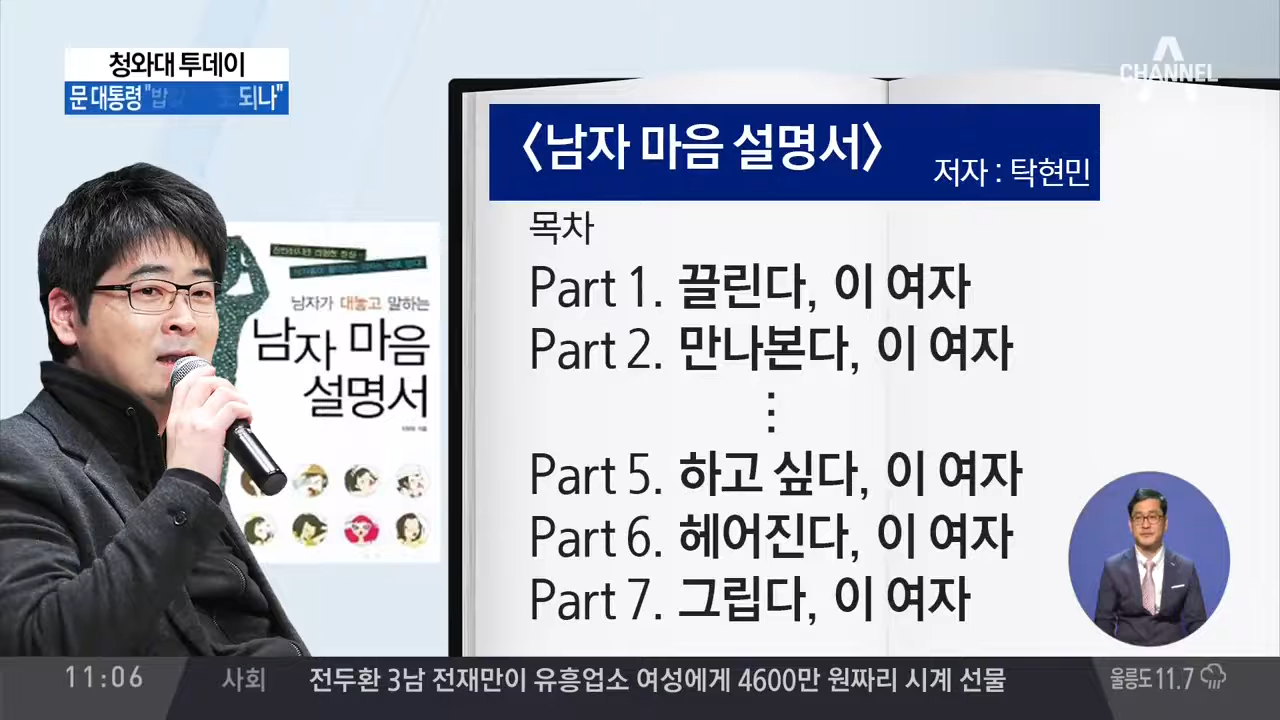 청와대 투데이
문 대통령 "밥 되나"
CHANNEL A
<남자 마음 설명서>
저자 : 탁현민
목차
Part 1. 끌린다, 이 여자
Part 2. 만나본다, 이 여자
⋮
Part 5. 하고 싶다, 이 여자
Part 6. 헤어진다, 이 여자
Part 7. 그립다, 이 여자
남자가 대놓고 말하는
남자 마음
설명서
11:06 사회 전두환 3남 전재만이 유흥업소 여성에게 4600만 원짜리 시계 선물 울릉도 11.7